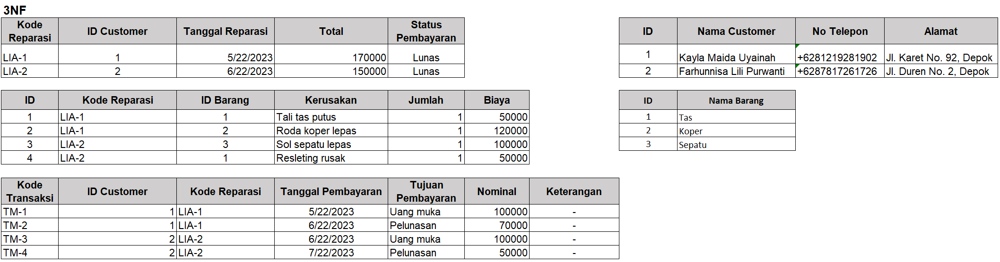 3NF
Kode Reparasi ID Customer Tanggal Reparasi Total Status Pembayaran
LIA-1 1 5/22/2023 170000 Lunas
LIA-2 2 6/22/2023 150000 Lunas
ID Nama Customer No Telepon Alamat
1 Kayla Maida Uyainah +6281219281902 Jl. Karet No. 92, Depok
2 Farhunnisa Lili Purwanti +6287817261726 Jl. Duren No. 2, Depok
ID Kode Reparasi ID Barang Kerusakan Jumlah Biaya
1 LIA-1 1 Tali tas putus 1 50000
2 LIA-1 2 Roda koper lepas 1 120000
3 LIA-2 3 Sol sepatu lepas 1 100000
4 LIA-2 1 Resleting rusak 1 50000
ID Nama Barang
1 Tas
2 Koper
3 Sepatu
Kode Transaksi ID Customer Kode Reparasi Tanggal Pembayaran Tujuan Pembayaran Nominal Keterangan
TM-1 1 LIA-1 5/22/2023 Uang muka 100000 -
TM-2 1 LIA-1 6/22/2023 Pelunasan 70000 -
TM-3 2 LIA-2 6/22/2023 Uang muka 100000 -
TM-4 2 LIA-2 7/22/2023 Pelunasan 50000 -